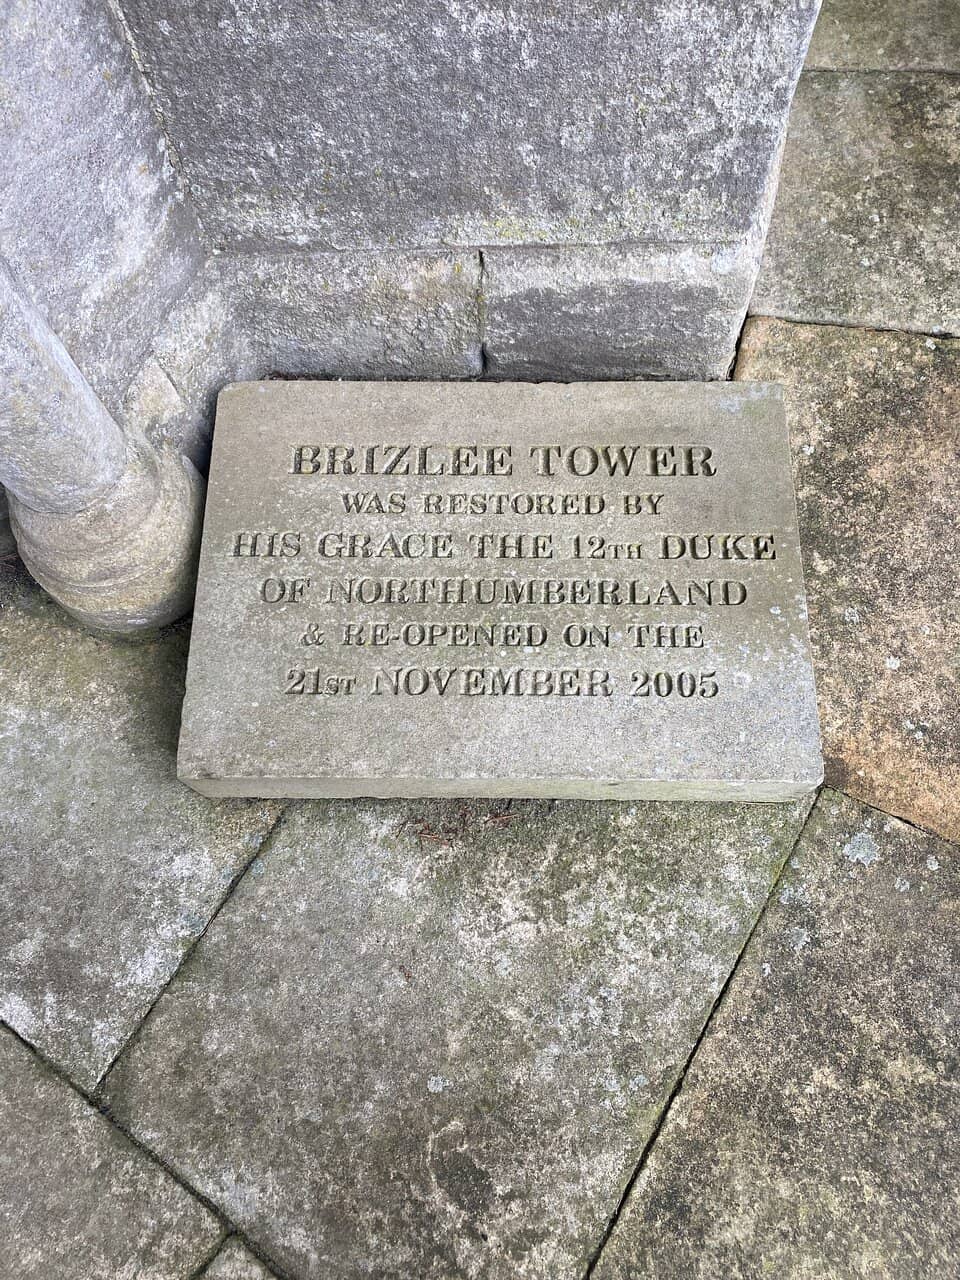 BRIZLEE TOWER
WAS RESTORED BY
HIS GRACE THE 12TH DUKE
OF NORTHUMBERLAND
& RE-OPENED ON THE
21ST NOVEMBER 2005